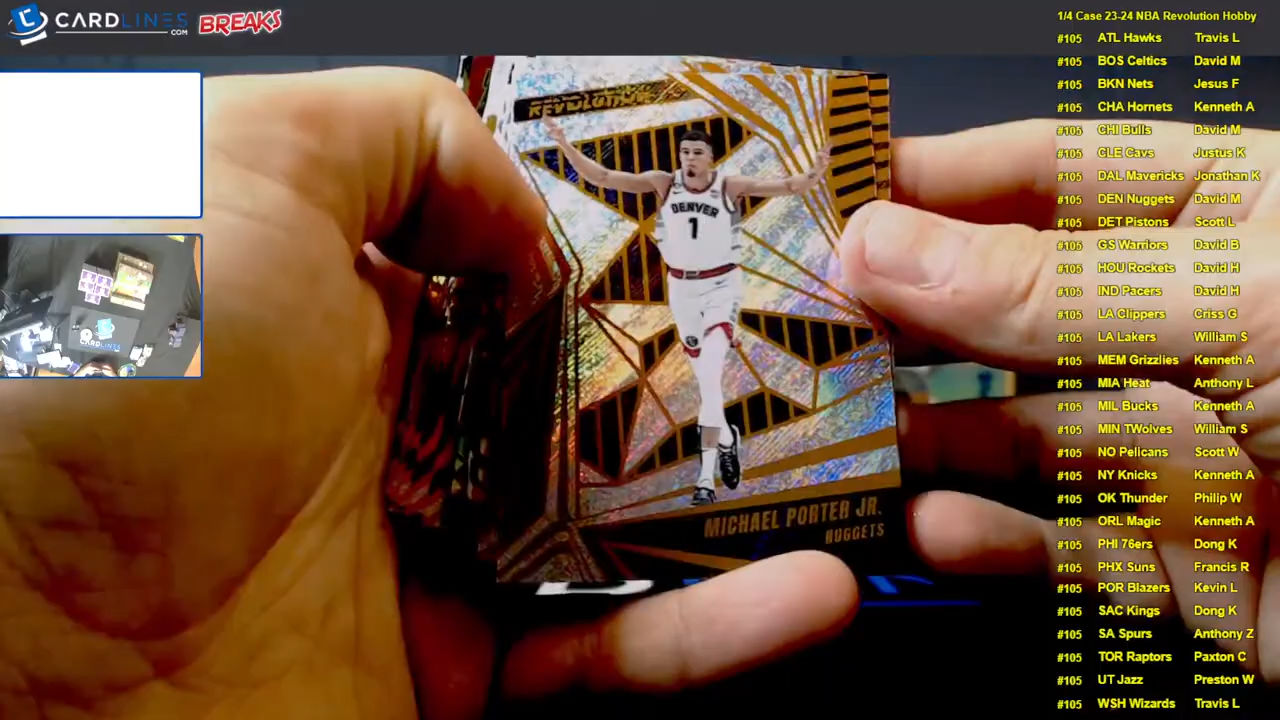 CARDLINES
.COM
BREAKS
REVOLUTION
DENVER
1
MICHAEL PORTER JR.
NUGGETS
CARDLINES
1/4 Case 23-24 NBA Revolution Hobby
#105 ATL Hawks Travis L
#105 BOS Celtics David M
#105 BKN Nets Jesus F
#105 CHA Hornets Kenneth A
#105 CHI Bulls David M
#105 CLE Cavs Justus K
#105 DAL Mavericks Jonathan K
#105 DEN Nuggets David M
#105 DET Pistons Scott L
#105 GS Warriors David B
#105 HOU Rockets David H
#105 IND Pacers David H
#105 LA Clippers Criss G
#105 LA Lakers William S
#105 MEM Grizzlies Kenneth A
#105 MIA Heat Anthony L
#105 MIL Bucks Kenneth A
#105 MIN TWolves William S
#105 NO Pelicans Scott W
#105 NY Knicks Kenneth A
#105 OK Thunder Philip W
#105 ORL Magic Kenneth A
#105 PHI 76ers Dong K
#105 PHX Suns Francis R
#105 POR Blazers Kevin L
#105 SAC Kings Dong K
#105 SA Spurs Anthony Z
#105 TOR Raptors Paxton C
#105 UT Jazz Preston W
#105 WSH Wizards Travis L